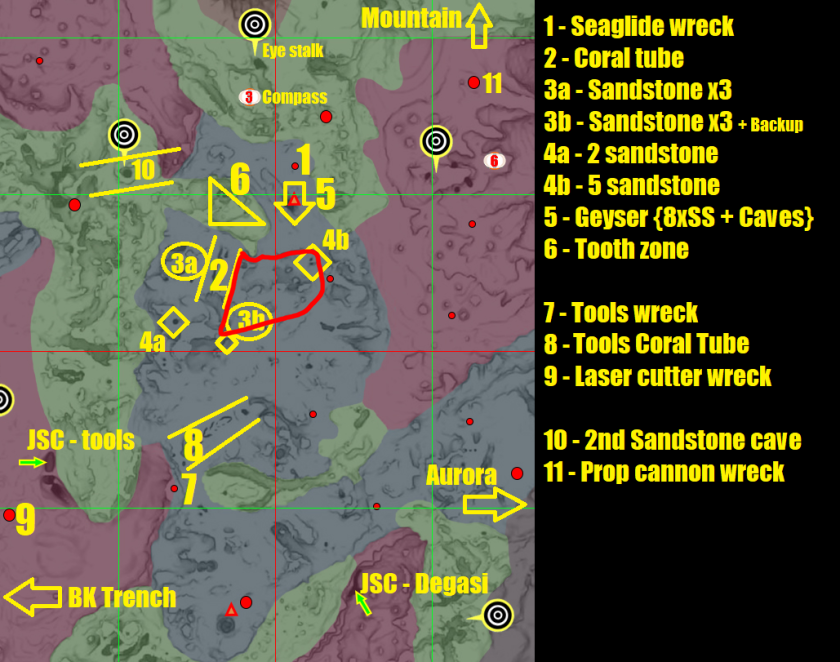 Mountain
Eye stalk
3 Compass
11
10
1
6
6
5
4b
3a
2
3b
4a
JSC - tools
8
7
Aurora
9
BK Trench
JSC - Degasi
1 - Seaglide wreck
2 - Coral tube
3a - Sandstone x3
3b - Sandstone x3 + Backup
4a - 2 sandstone
4b - 5 sandstone
5 - Geyser {8xSS + Caves}
6 - Tooth zone
7 - Tools wreck
8 - Tools Coral Tube
9 - Laser cutter wreck
10 - 2nd Sandstone cave
11 - Prop cannon wreck